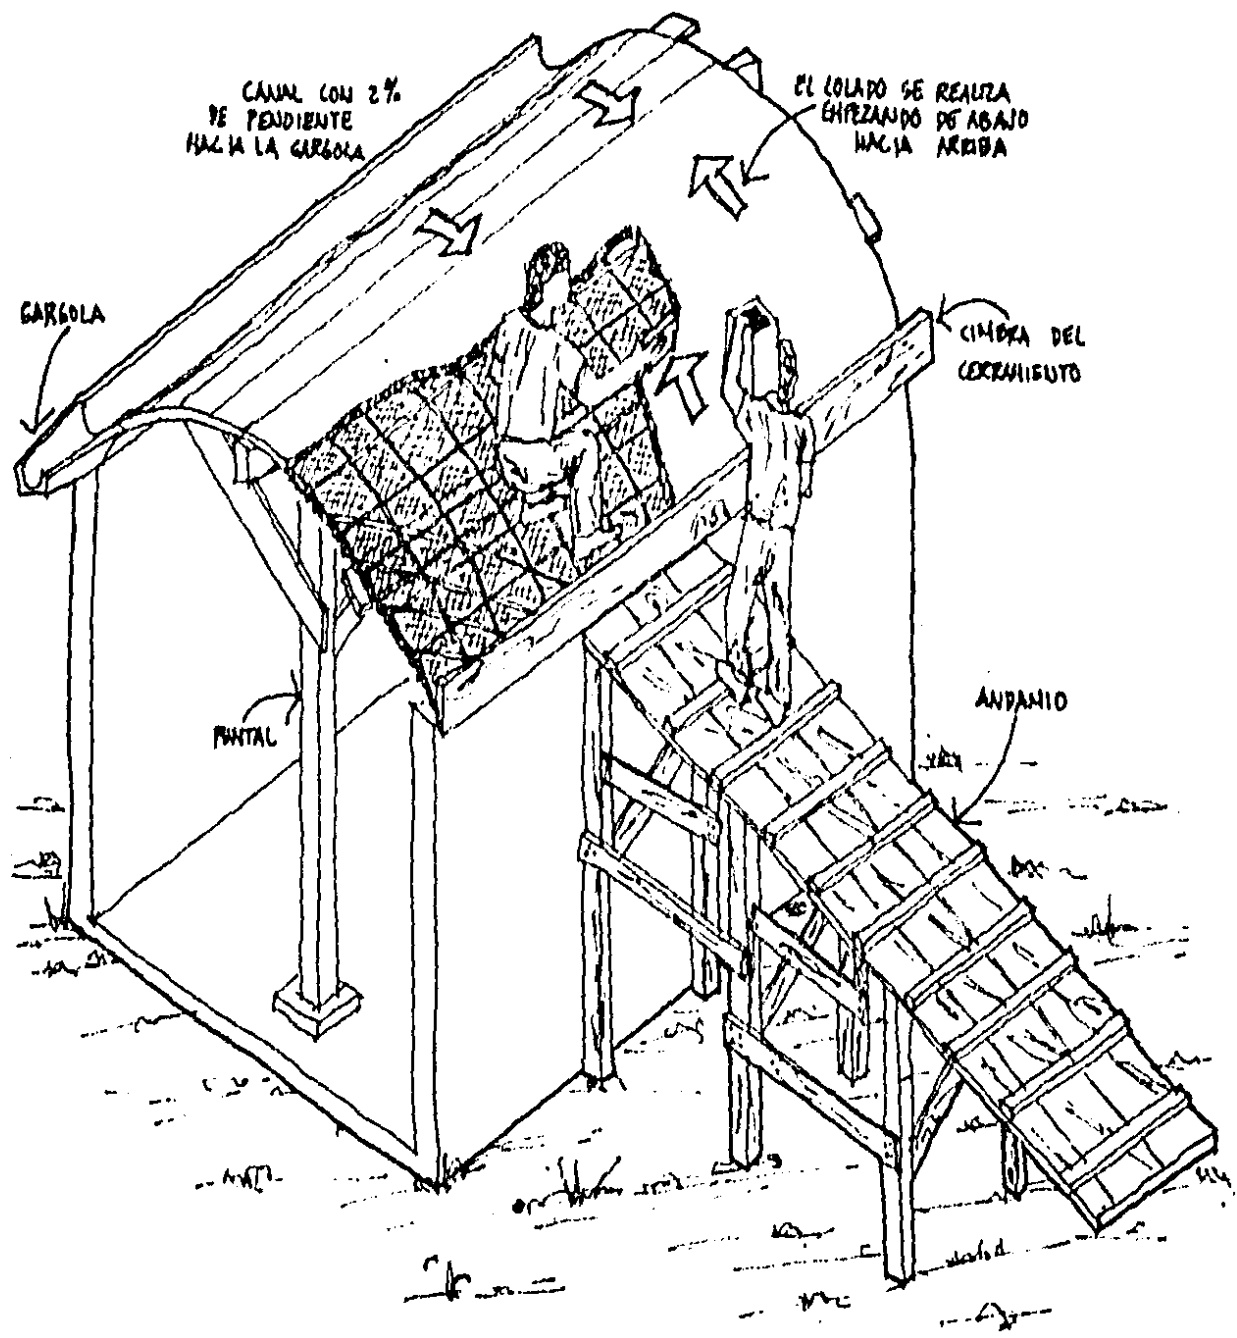 CANAL CON 2%
DE PENDIENTE
HACIA LA GARGOLA
EL COLADO SE REALIZA
EMPEZANDO DE ABAJO
HACIA ARRIBA
GARGOLA
CIMBRA DEL
CERRAMIENTO
PUNTAL
ANDAMIO